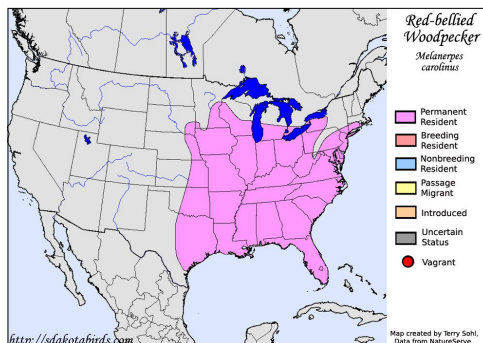 Red-bellied
Woodpecker
Melanerpes
carolinus
Permanent
Resident
Breeding
Resident
Nonbreeding
Resident
Passage
Migrant
Introduced
Uncertain
Status
Vagrant
http://sdakotabirds.com
Map created by Terry Sohl,
Data from NatureServe